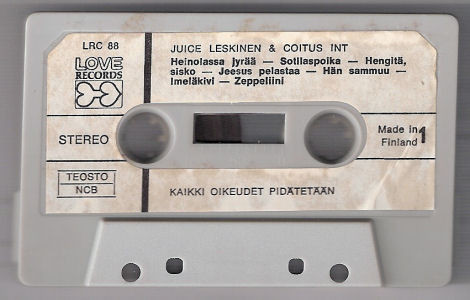 LRC 88
LOVE
RECORDS
JUICE LESKINEN & COITUS INT
Heinolassa jyrää — Sotilaspoika — Hengitä,
sisko — Jeesus pelastaa — Hän sammuu —
Imeläkivi — Zeppeliini
STEREO
Made in
Finland
1
TEOSTO
NCB
KAIKKI OIKEUDET PIDÄTETÄÄN